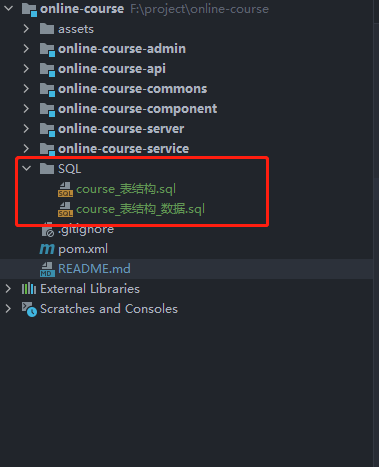 online-course F:\project\online-course
assets
online-course-admin
online-course-api
online-course-commons
online-course-component
online-course-server
online-course-service
SQL
SQL course_表结构.sql
SQL course_表结构_数据.sql
.gitignore
m pom.xml
MD README.md
External Libraries
Scratches and Consoles